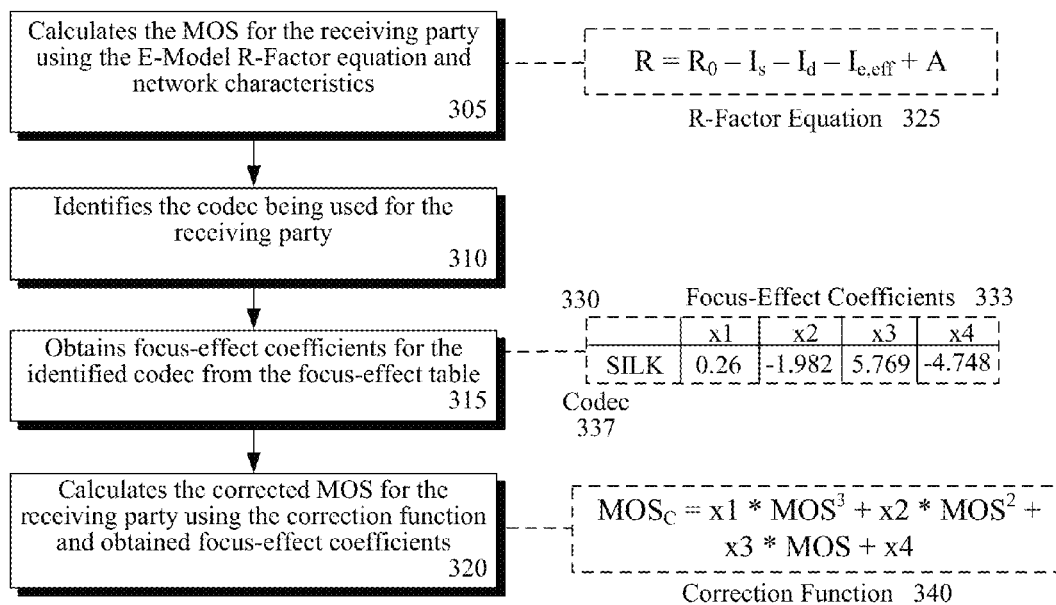 Calculates the MOS for the receiving party
using the E-Model R-Factor equation and
network characteristics
305
R = R₀ – Iₛ – I_d – I_e,eff + A
R-Factor Equation 325
Identifies the codec being used for the
receiving party
310
330 Focus-Effect Coefficients 333
x1 x2 x3 x4
SILK 0.26 -1.982 5.769 -4.748
Codec
337
Obtains focus-effect coefficients for the
identified codec from the focus-effect table
315
Calculates the corrected MOS for the
receiving party using the correction function
and obtained focus-effect coefficients
320
MOS_C = x1 * MOS³ + x2 * MOS² +
x3 * MOS + x4
Correction Function 340